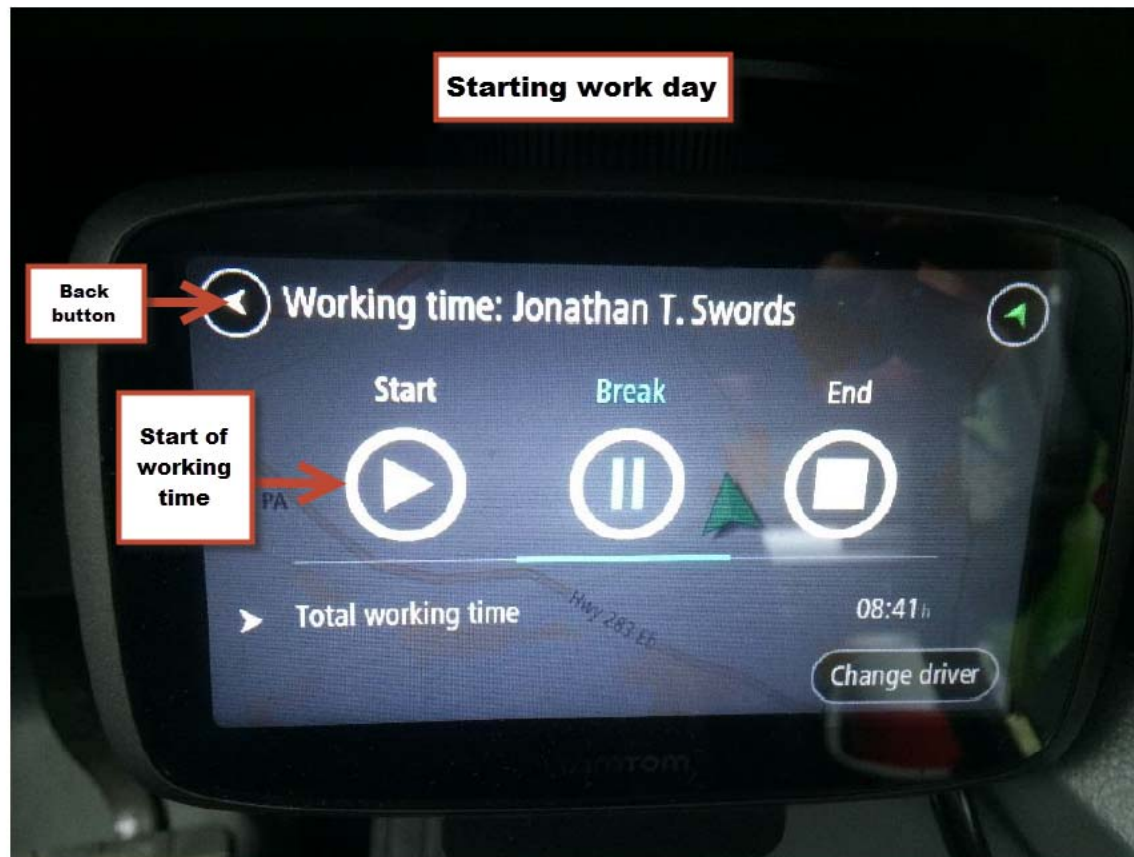 Starting work day
Back
button
Working time: Jonathan T. Swords
Start
Break
End
Start of
working
time
PA
Hwy 283 Eb
Total working time
08:41h
Change driver
TOMTOM